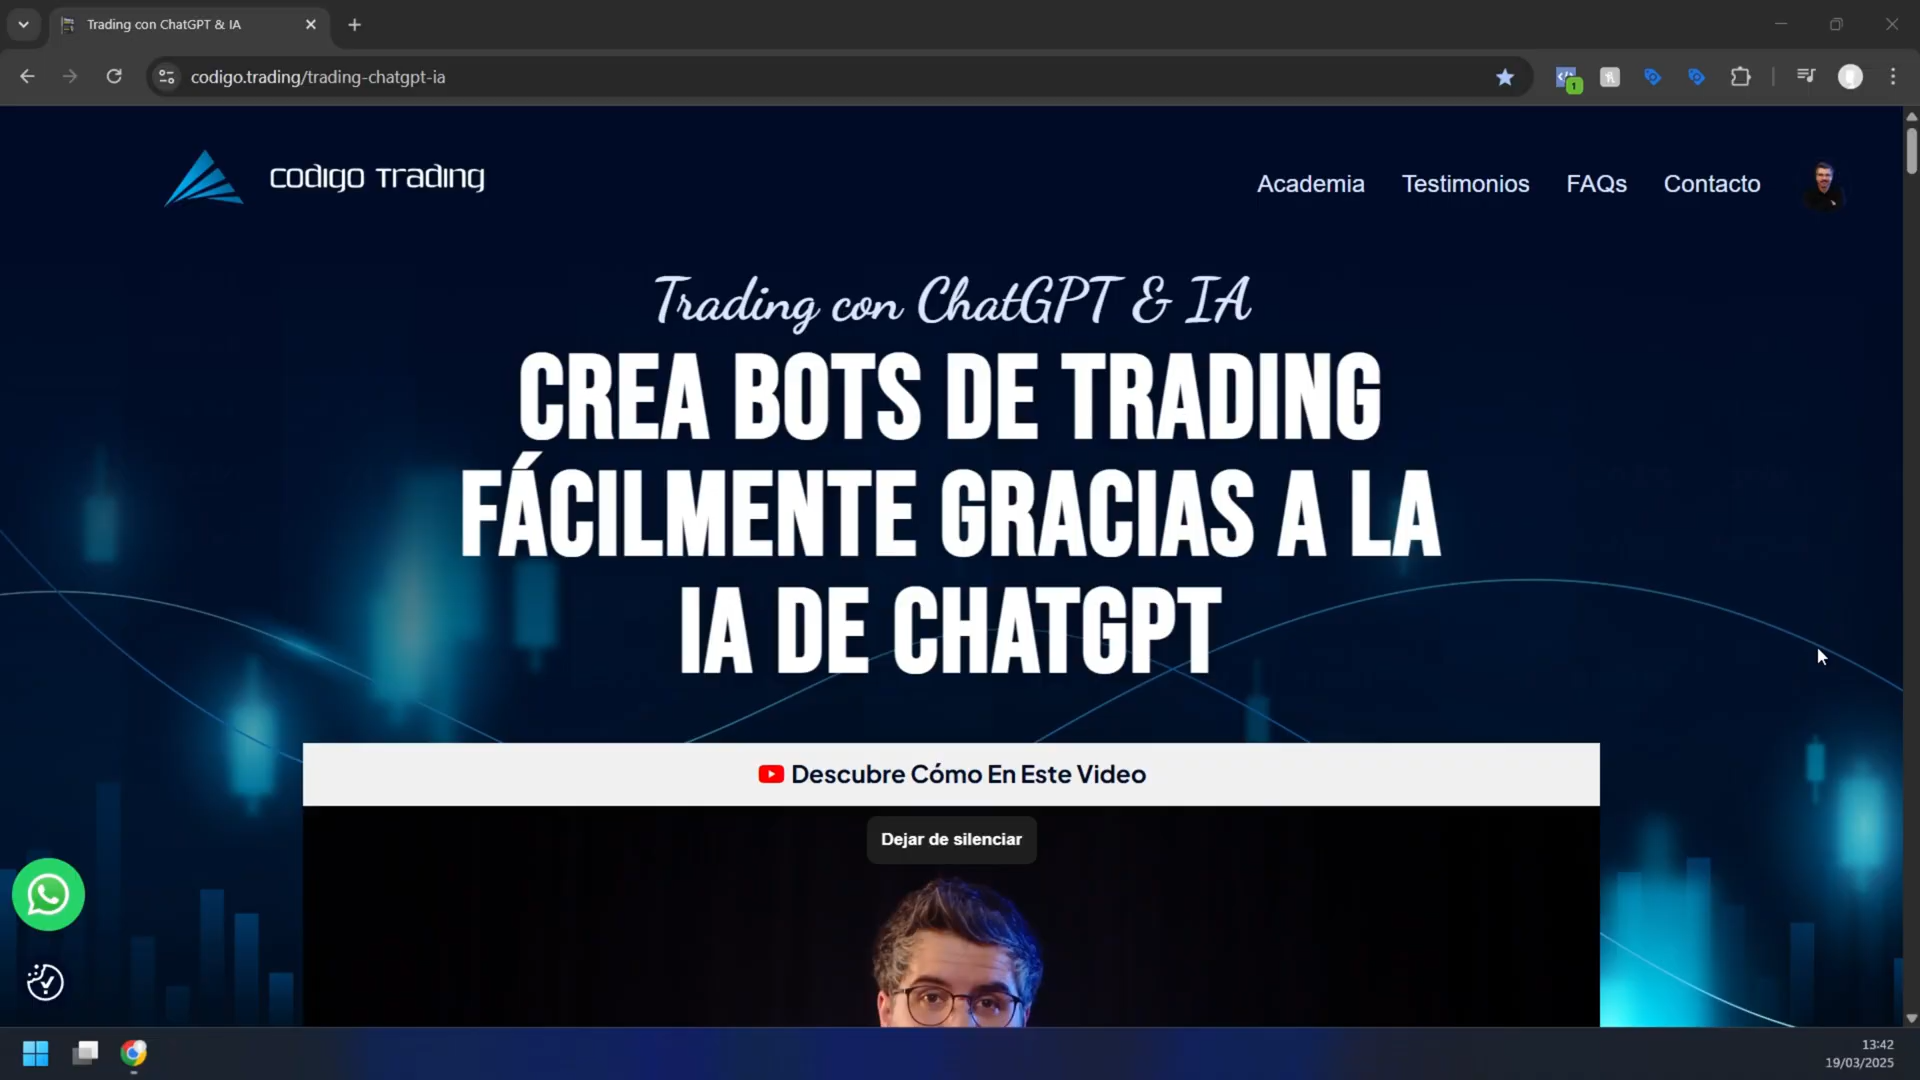 Trading con ChatGPT & IA
codigo.trading/trading-chatgpt-ia
1
codigo Trading
Academia
Testimonios
FAQs
Contacto
Trading con ChatGPT & IA
CREA BOTS DE TRADING
FÁCILMENTE GRACIAS A LA
IA DE CHATGPT
Descubre Cómo En Este Video
Dejar de silenciar
13:42
19/03/2025